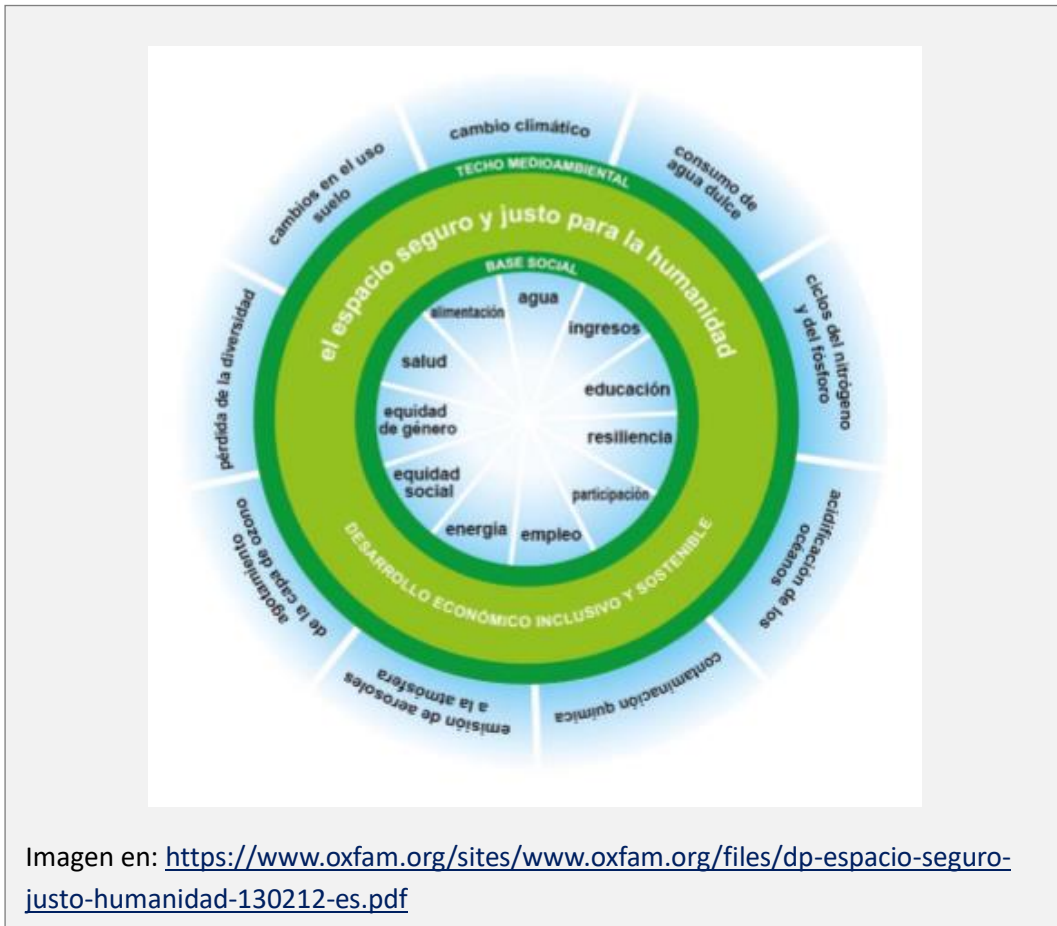 cambio climático
consumo de
agua dulce
ciclos del nitrógeno
y del fósforo
acidificación de los
océanos
contaminación química
emisión de aerosoles
a la atmósfera
agotamiento
de la capa de ozono
pérdida de la diversidad
cambios en el uso
suelo
TECHO MEDIOAMBIENTAL
el espacio seguro y justo para la humanidad
BASE SOCIAL
agua
ingresos
educación
resiliencia
participación
empleo
energía
equidad
social
equidad
de género
salud
alimentación
DESARROLLO ECONÓMICO INCLUSIVO Y SOSTENIBLE
Imagen en: https://www.oxfam.org/sites/www.oxfam.org/files/dp-espacio-seguro-
justo-humanidad-130212-es.pdf